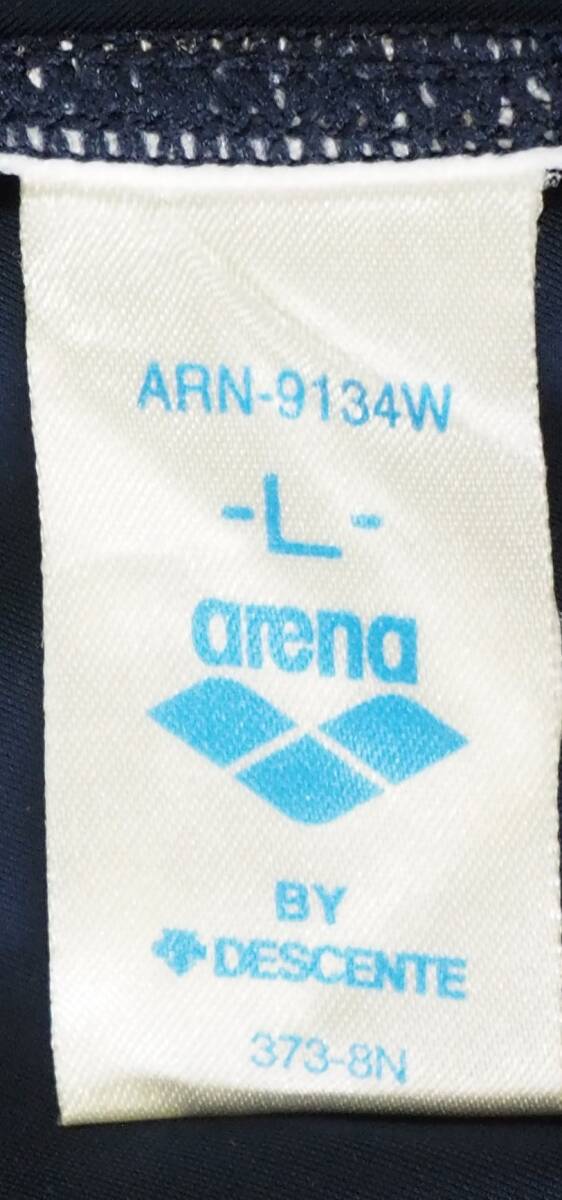 ARN-9134W
-L-
arena
BY
DESCENTE
373-8N